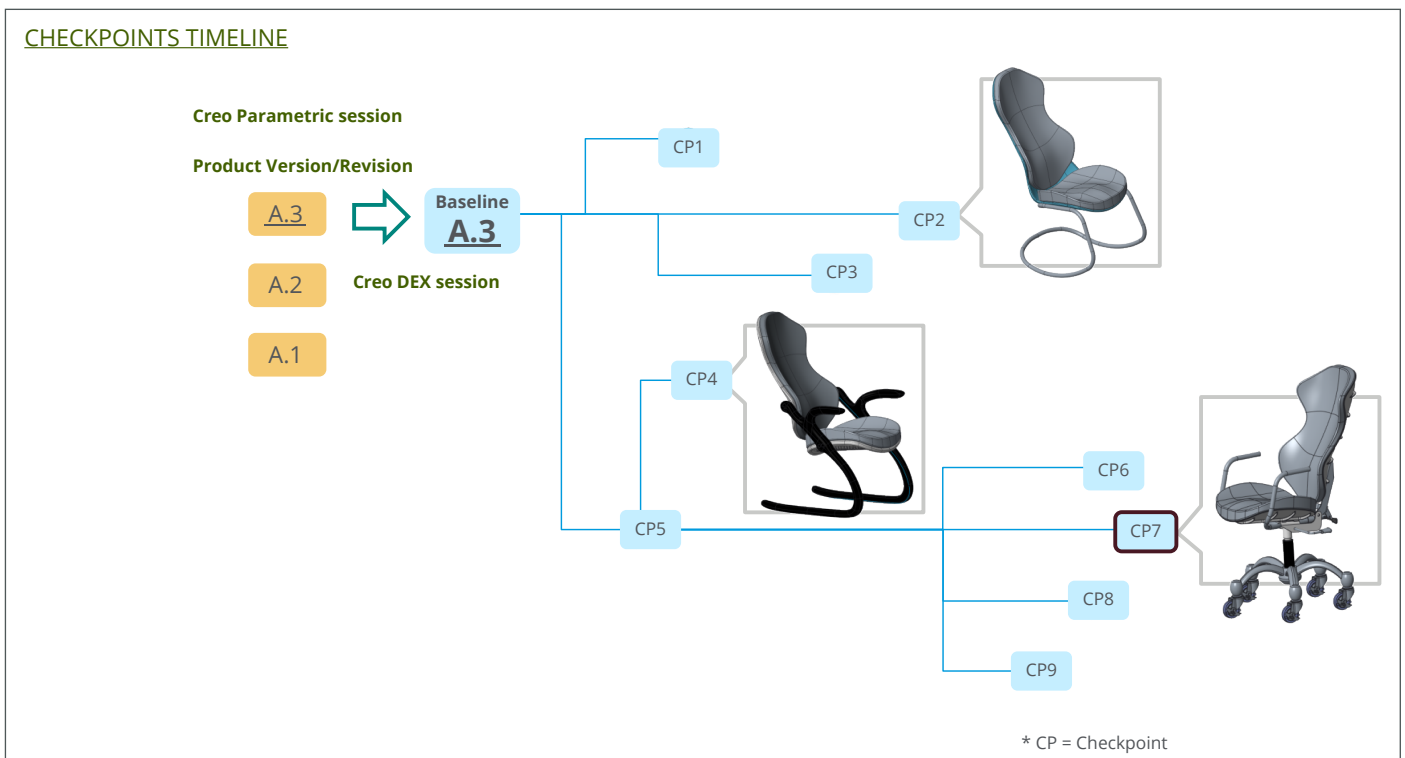 CHECKPOINTS TIMELINE
Creo Parametric session
Product Version/Revision
A.3
A.2
A.1
Baseline
A.3
Creo DEX session
CP1
CP2
CP3
CP4
CP5
CP6
CP7
CP8
CP9
* CP = Checkpoint